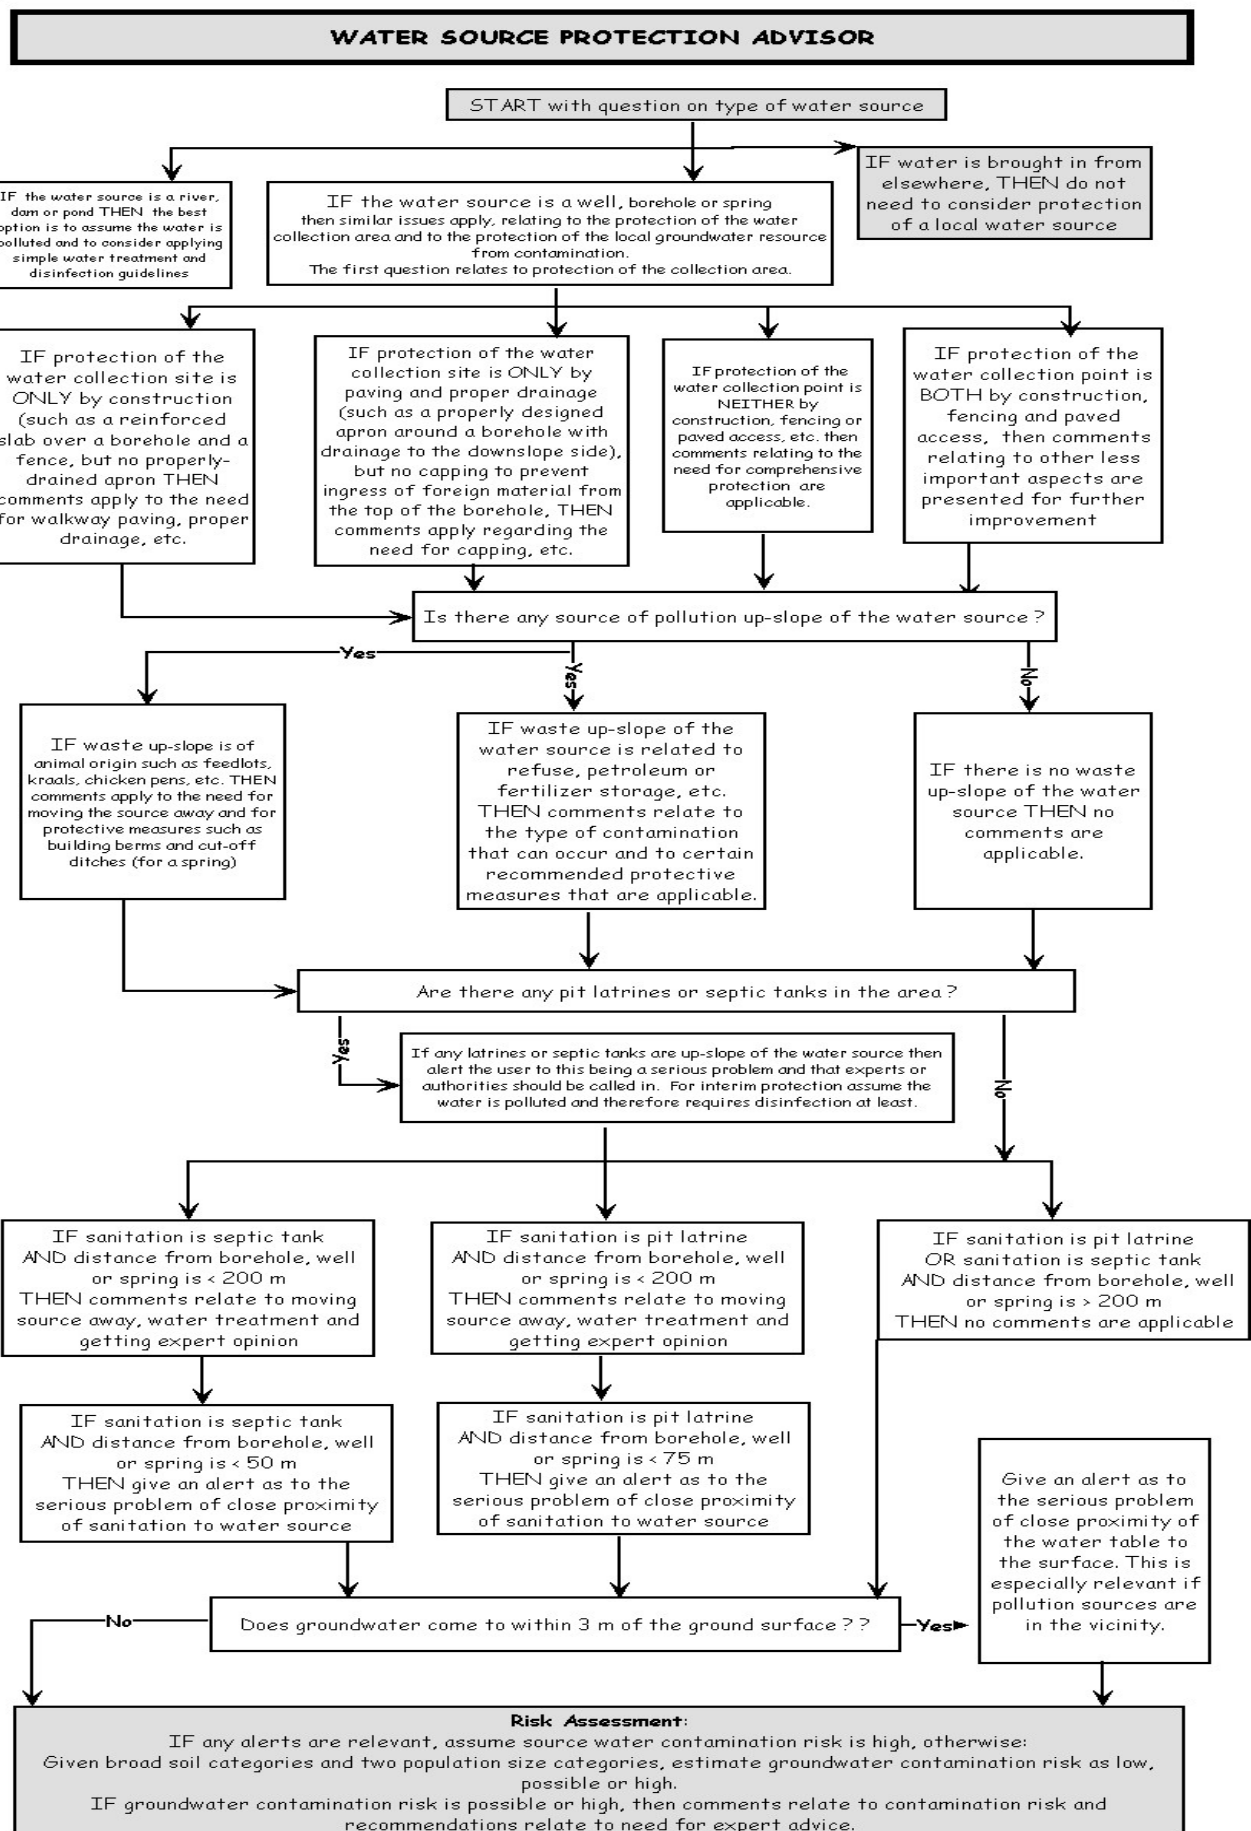 WATER SOURCE PROTECTION ADVISOR
START with question on type of water source
IF the water source is a river,
dam or pond THEN the best
option is to assume the water is
polluted and to consider applying
simple water treatment and
disinfection guidelines
IF the water source is a well, borehole or spring
then similar issues apply, relating to the protection of the water
collection area and to the protection of the local groundwater resource
from contamination.
The first question relates to protection of the collection area.
IF water is brought in from
elsewhere, THEN do not
need to consider protection
of a local water source
IF protection of the
water collection site is
ONLY by construction
(such as a reinforced
slab over a borehole and a
fence, but no properly-
drained apron THEN
comments apply to the need
for walkway paving, proper
drainage, etc.
IF protection of the water
collection site is ONLY by
paving and proper drainage
(such as a properly designed
apron around a borehole with
drainage to the downslope side),
but no capping to prevent
ingress of foreign material from
the top of the borehole, THEN
comments apply regarding the
need for capping, etc.
IF protection of the
water collection point is
NEITHER by
construction, fencing or
paved access, etc. then
comments relating to the
need for comprehensive
protection are
applicable.
IF protection of the
water collection point is
BOTH by construction,
fencing and paved
access, then comments
relating to other less
important aspects are
presented for further
improvement
Is there any source of pollution up-slope of the water source ?
Yes
Yes
No
IF waste up-slope is of
animal origin such as feedlots,
kraals, chicken pens, etc. THEN
comments apply to the need for
moving the source away and for
protective measures such as
building berms and cut-off
ditches (for a spring)
IF waste up-slope of the
water source is related to
refuse, petroleum or
fertilizer storage, etc.
THEN comments relate to
the type of contamination
that can occur and to certain
recommended protective
measures that are applicable.
IF there is no waste
up-slope of the water
source THEN no
comments are
applicable.
Are there any pit latrines or septic tanks in the area ?
Yes
If any latrines or septic tanks are up-slope of the water source then
alert the user to this being a serious problem and that experts or
authorities should be called in. For interim protection assume the
water is polluted and therefore requires disinfection at least.
No
IF sanitation is septic tank
AND distance from borehole, well
or spring is < 200 m
THEN comments relate to moving
source away, water treatment and
getting expert opinion
IF sanitation is pit latrine
AND distance from borehole, well
or spring is < 200 m
THEN comments relate to moving
source away, water treatment and
getting expert opinion
IF sanitation is pit latrine
OR sanitation is septic tank
AND distance from borehole, well
or spring is > 200 m
THEN no comments are applicable
IF sanitation is septic tank
AND distance from borehole, well
or spring is < 50 m
THEN give an alert as to the
serious problem of close proximity
of sanitation to water source
IF sanitation is pit latrine
AND distance from borehole, well
or spring is < 75 m
THEN give an alert as to the
serious problem of close proximity
of sanitation to water source
Give an alert as to
the serious problem
of close proximity of
the water table to
the surface. This is
especially relevant if
pollution sources are
in the vicinity.
No
Does groundwater come to within 3 m of the ground surface ? ?
Yes
Risk Assessment:
IF any alerts are relevant, assume source water contamination risk is high, otherwise:
Given broad soil categories and two population size categories, estimate groundwater contamination risk as low,
possible or high.
IF groundwater contamination risk is possible or high, then comments relate to contamination risk and
recommendations relate to need for expert advice.